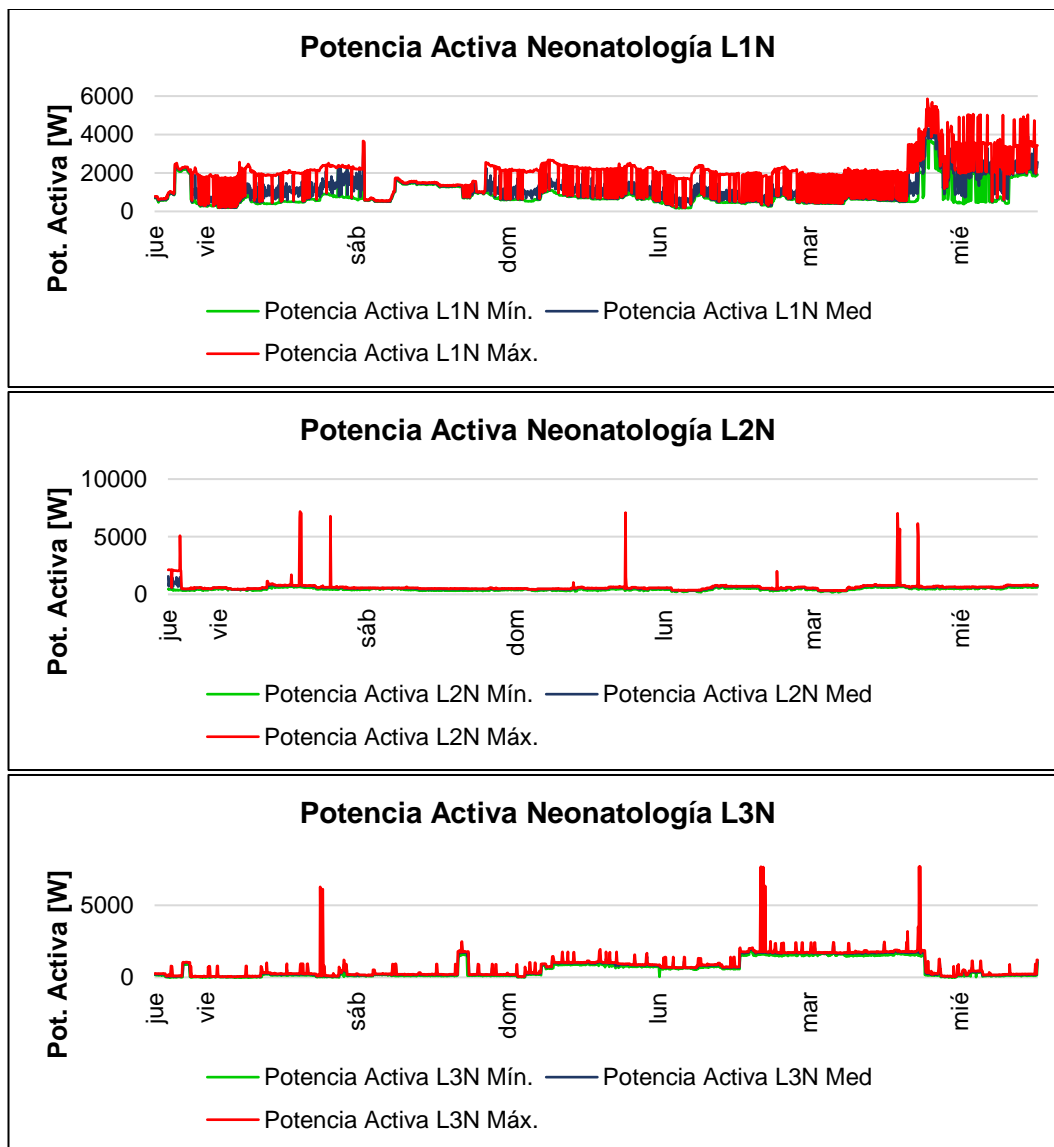 Potencia Activa Neonatología L1N
Pot. Activa [W]
6000
4000
2000
0
jue vie sáb dom lun mar mié
Potencia Activa L1N Mín. Potencia Activa L1N Med
Potencia Activa L1N Máx.
Potencia Activa Neonatología L2N
Pot. Activa [W]
10000
5000
0
jue vie sáb dom lun mar mié
Potencia Activa L2N Mín. Potencia Activa L2N Med
Potencia Activa L2N Máx.
Potencia Activa Neonatología L3N
Pot. Activa [W]
5000
0
jue vie sáb dom lun mar mié
Potencia Activa L3N Mín. Potencia Activa L3N Med
Potencia Activa L3N Máx.